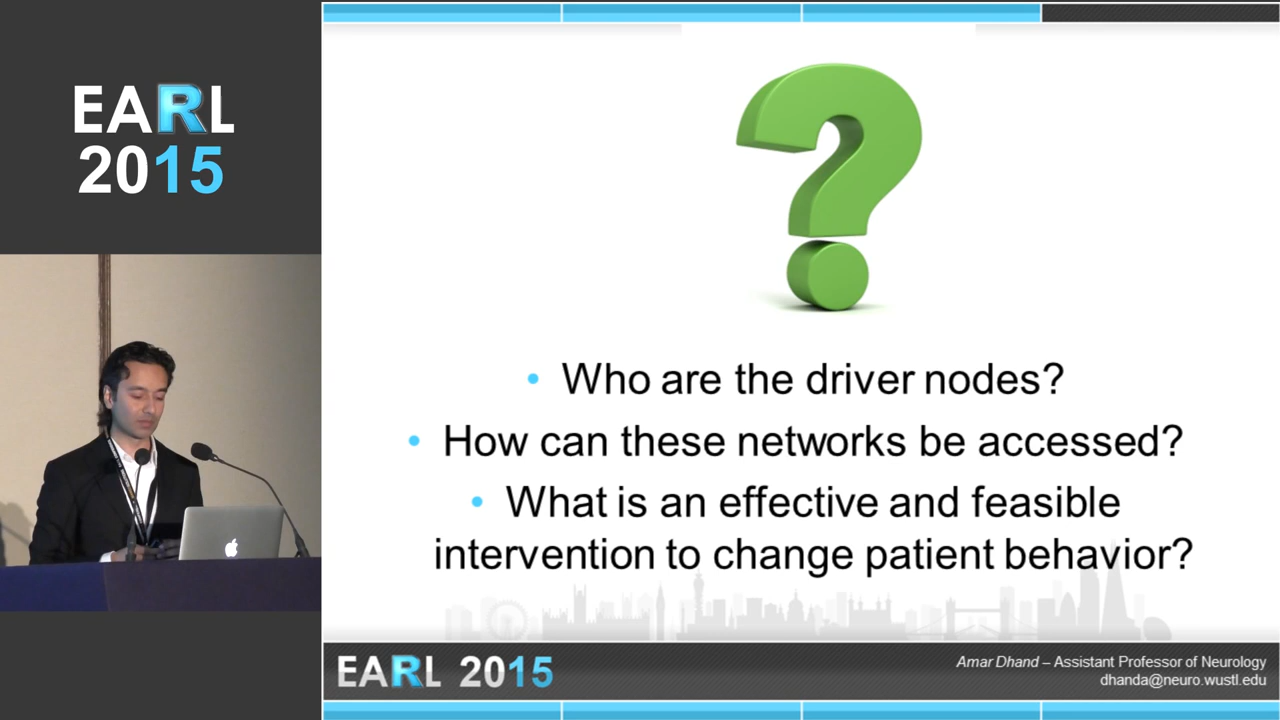 EARL
2015
?
• Who are the driver nodes?
• How can these networks be accessed?
• What is an effective and feasible
intervention to change patient behavior?
EARL 2015
Amar Dhand – Assistant Professor of Neurology
dhanda@neuro.wustl.edu